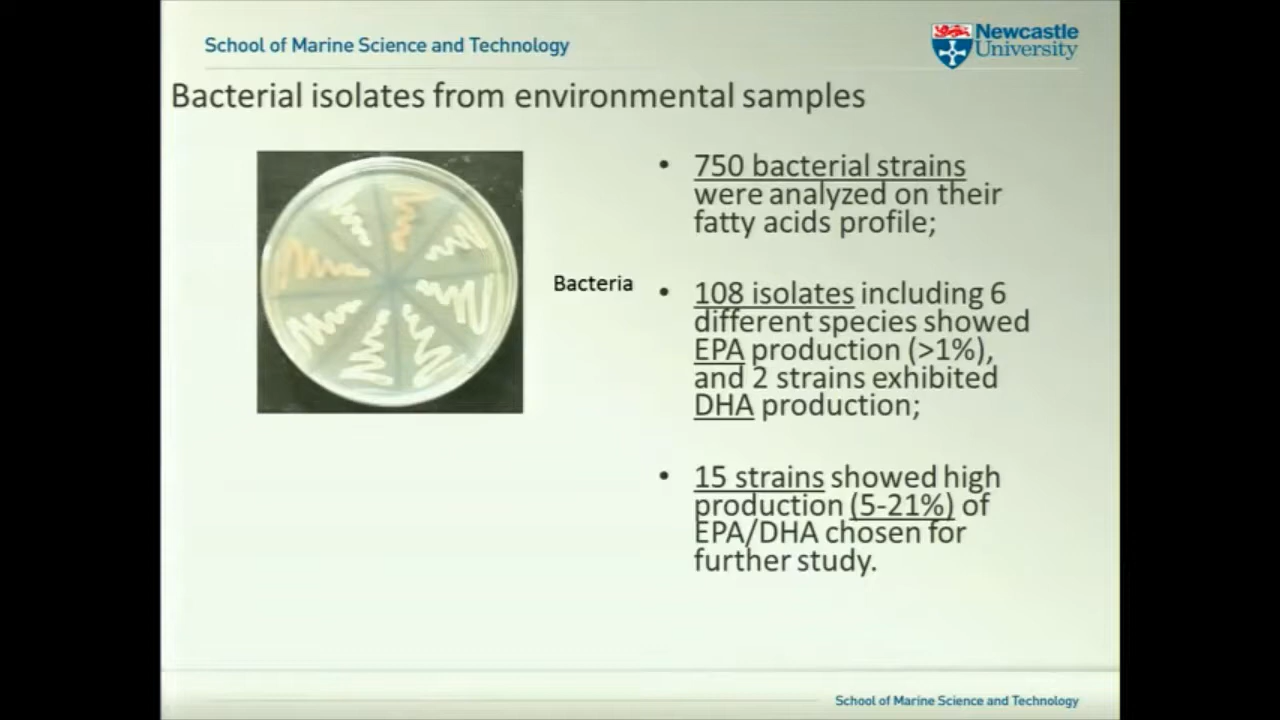 School of Marine Science and Technology
Newcastle
University
Bacterial isolates from environmental samples
• 750 bacterial strains
were analyzed on their
fatty acids profile;
Bacteria
• 108 isolates including 6
different species showed
EPA production (>1%),
and 2 strains exhibited
DHA production;
• 15 strains showed high
production (5-21%) of
EPA/DHA chosen for
further study.
School of Marine Science and Technology